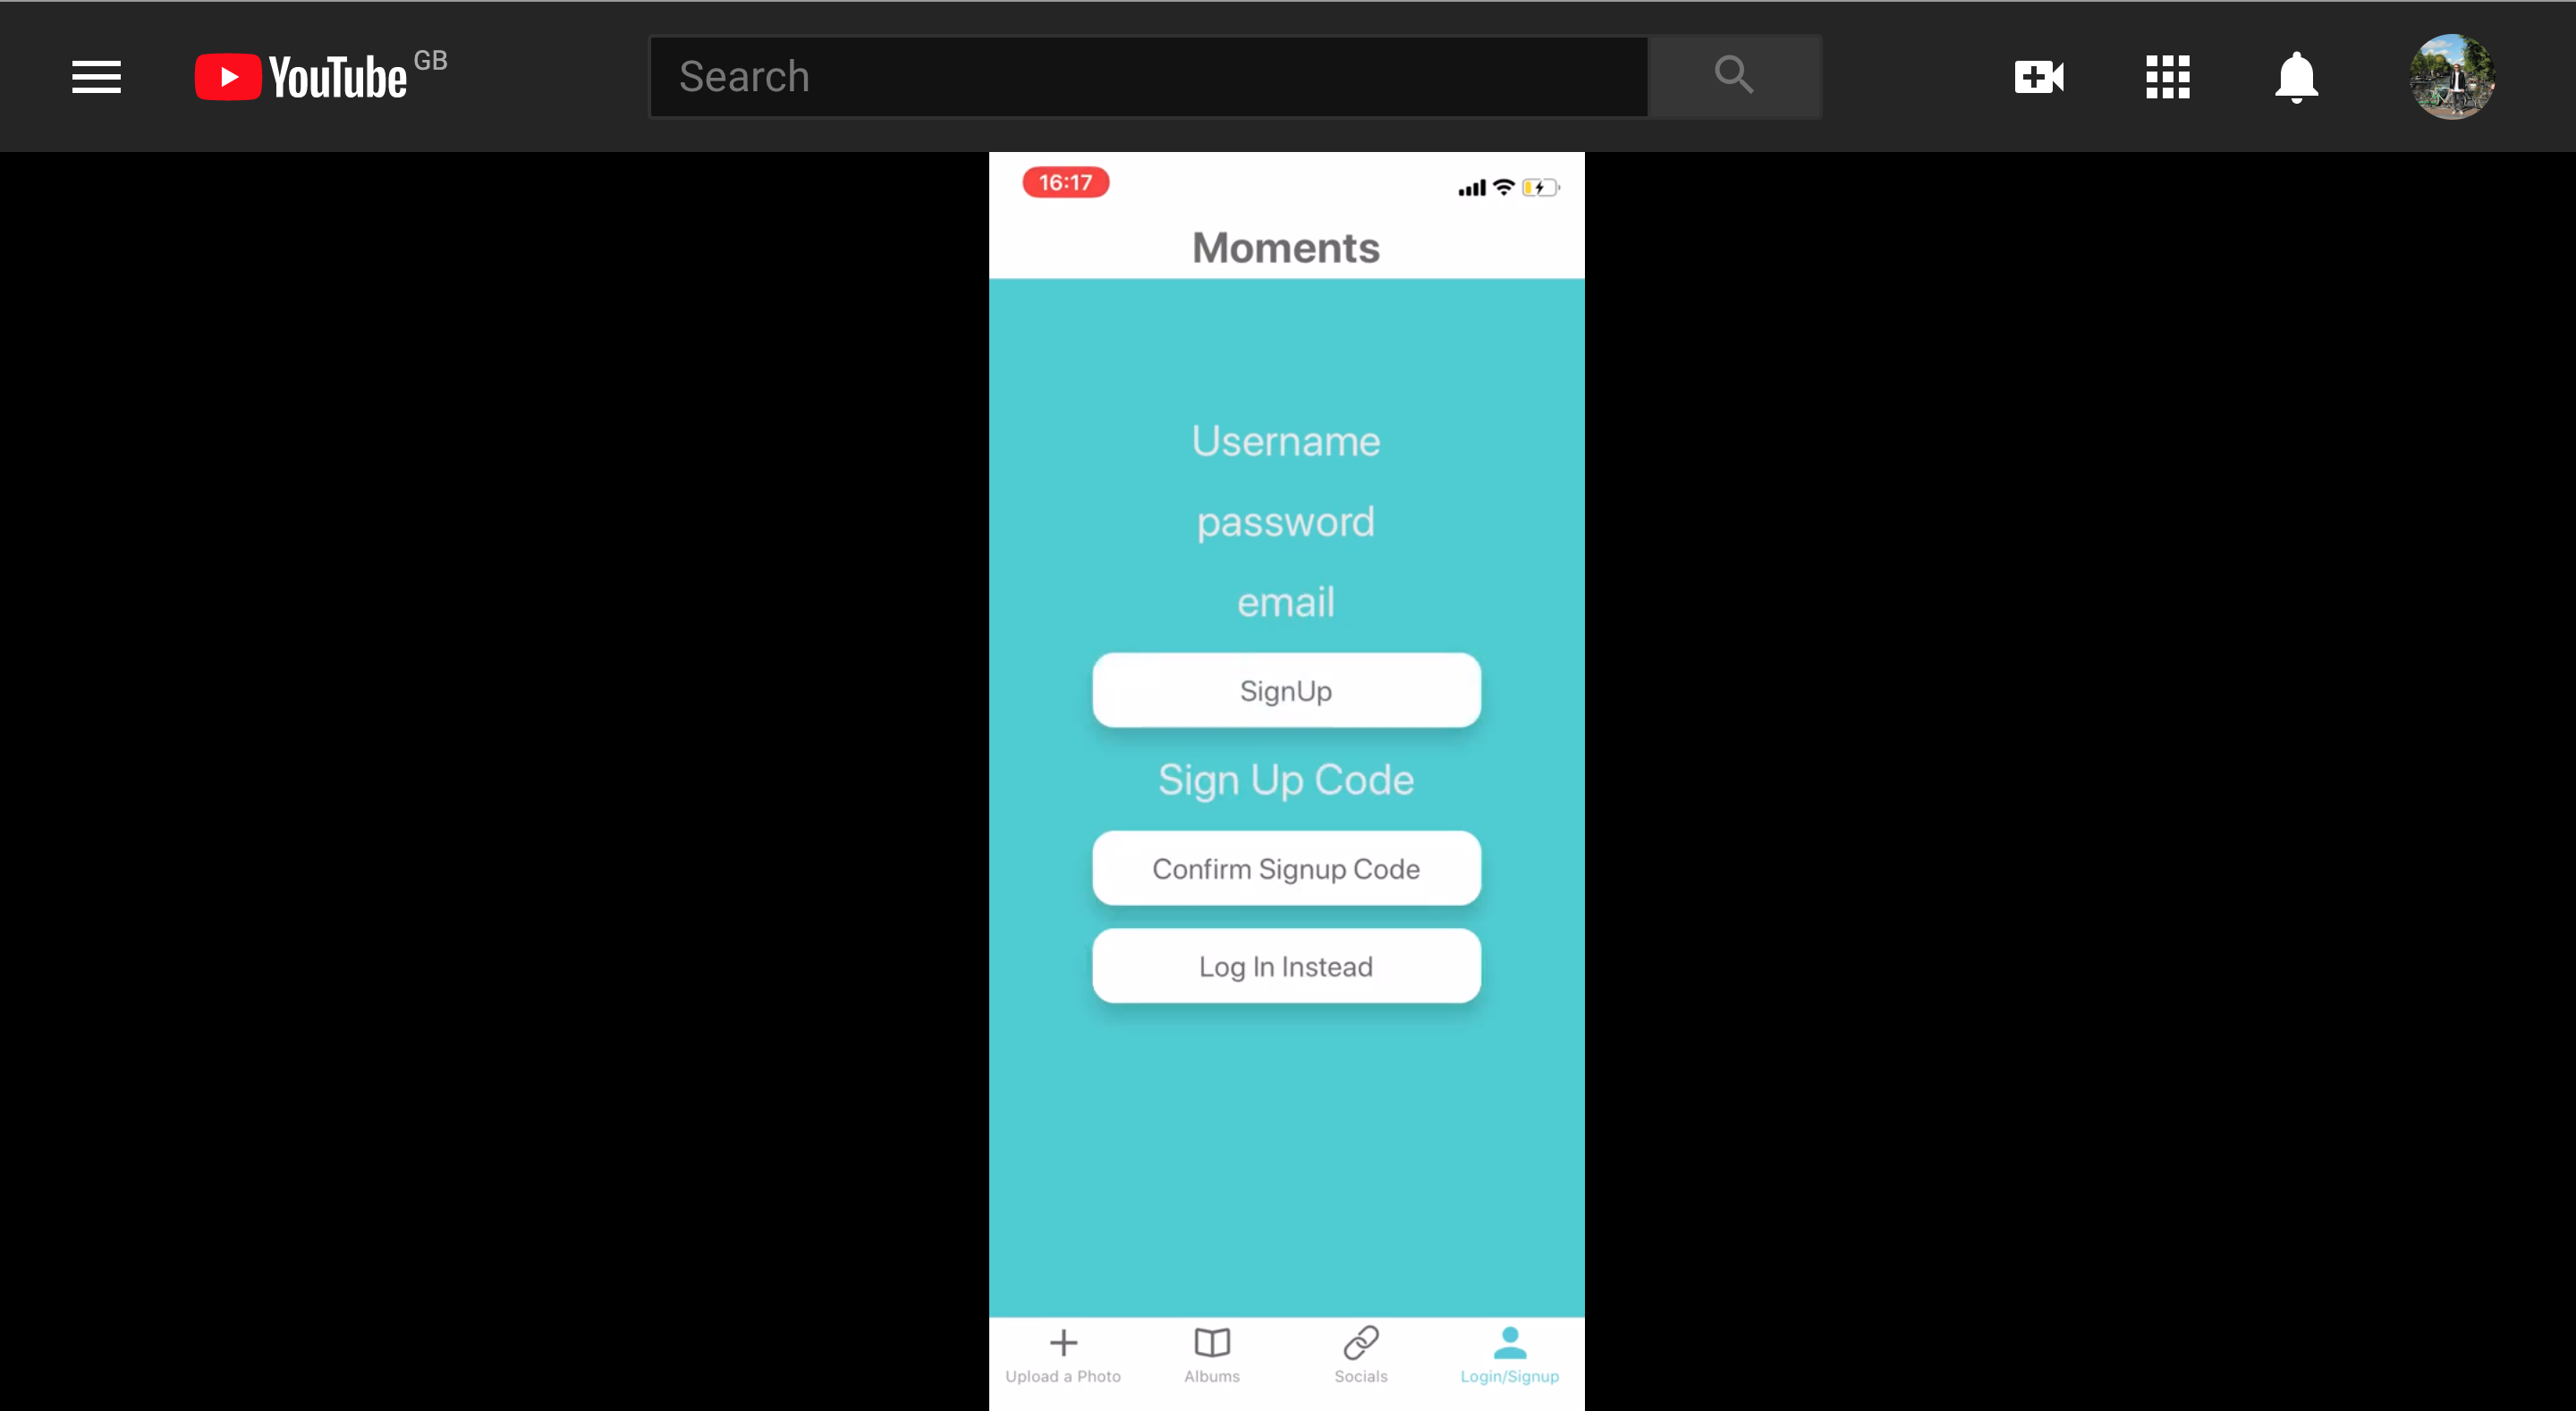 YouTube GB
Search
16:17
Moments
Username
password
email
SignUp
Sign Up Code
Confirm Signup Code
Log In Instead
Upload a Photo
Albums
Socials
Login/Signup